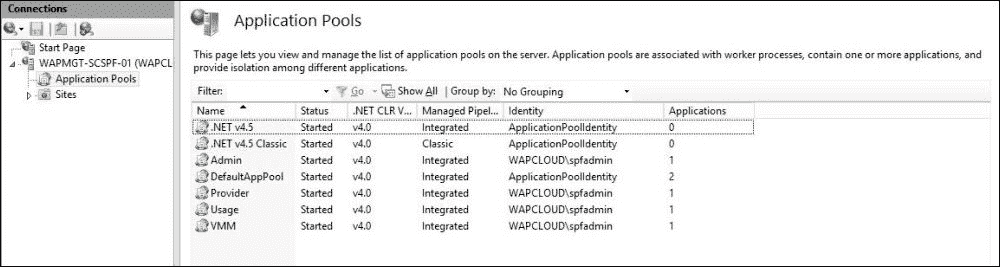 Connections
Start Page
WAPMGT-SCSPF-01 (WAPCL
Application Pools
Sites
Application Pools
This page lets you view and manage the list of application pools on the server. Application pools are associated with worker processes, contain one or more applications, and
provide isolation among different applications.
Filter: Go Show All Group by: No Grouping
Name Status .NET CLR V... Managed Pipel... Identity Applications
.NET v4.5 Started v4.0 Integrated ApplicationPoolIdentity 0
.NET v4.5 Classic Started v4.0 Classic ApplicationPoolIdentity 0
Admin Started v4.0 Integrated WAPCLOUD\spfadmin 1
DefaultAppPool Started v4.0 Integrated ApplicationPoolIdentity 2
Provider Started v4.0 Integrated WAPCLOUD\spfadmin 1
Usage Started v4.0 Integrated WAPCLOUD\spfadmin 1
VMM Started v4.0 Integrated WAPCLOUD\spfadmin 1